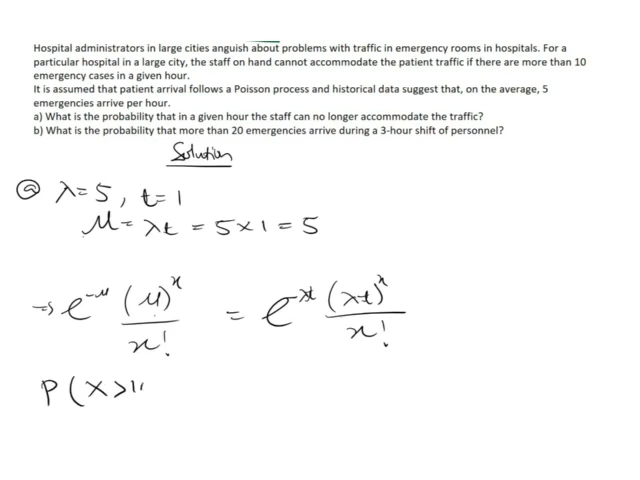 Hospital administrators in large cities anguish about problems with traffic in emergency rooms in hospitals. For a
particular hospital in a large city, the staff on hand cannot accommodate the patient traffic if there are more than 10
emergency cases in a given hour.
It is assumed that patient arrival follows a Poisson process and historical data suggest that, on the average, 5
emergencies arrive per hour.
a) What is the probability that in a given hour the staff can no longer accommodate the traffic?
b) What is the probability that more than 20 emergencies arrive during a 3-hour shift of personnel?
Solution
ⓐ λ=5, t=1
μ= λt = 5×1=5
⇒ e^-μ (μ)^x / x! = e^-λt (λt)^x / x!
P(X>1